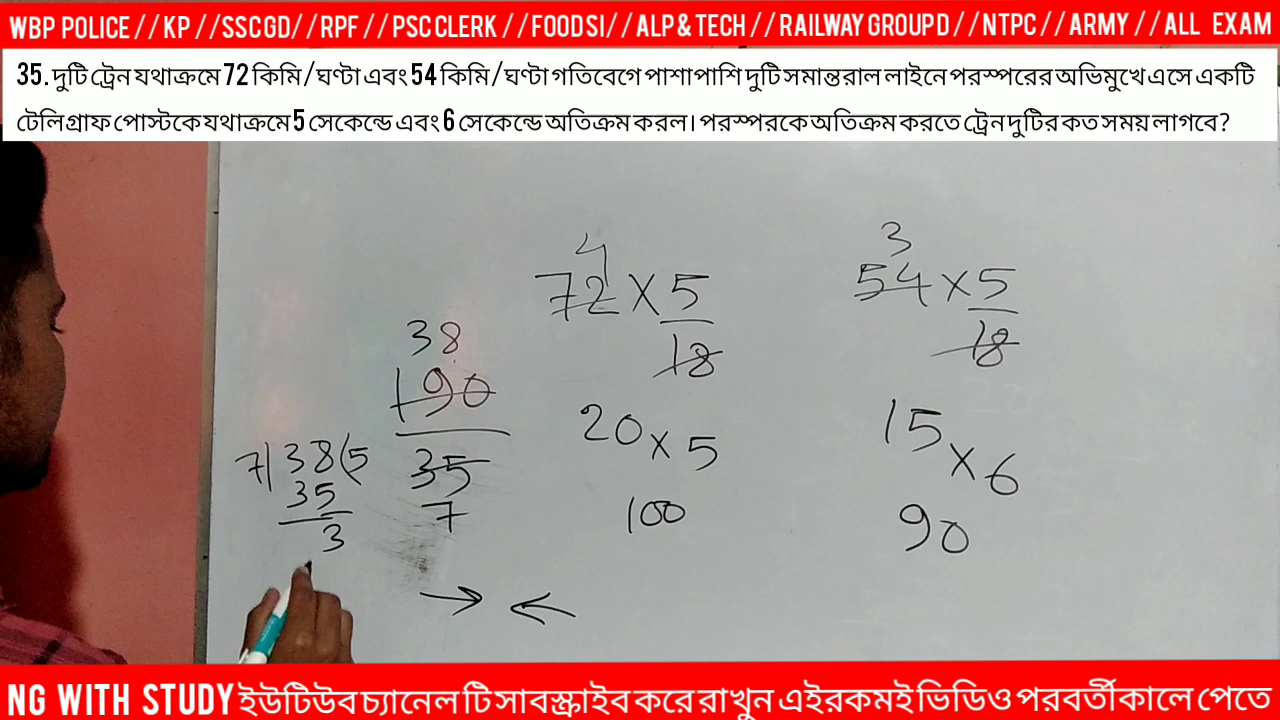 WBP POLICE // KP // SSC GD // RPF // PSC CLERK // FOOD SI // ALP & TECH // RAILWAY GROUP D // NTPC // ARMY // ALL EXAM
35. দুটি ট্রেন যথাক্রমে 72 কিমি/ঘণ্টা এবং 54 কিমি/ঘণ্টা গতিবেগে পাশাপাশি দুটি সমান্তরাল লাইনে পরস্পরের অভিমুখে এসে একটি
টেলিগ্রাফ পোস্টকে যথাক্রমে 5 সেকেন্ডে এবং 6 সেকেন্ডে অতিক্রম করল। পরস্পরকে অতিক্রম করতে ট্রেন দুটির কত সময় লাগবে?
4
72 × 5
18
20 × 5
100
3
54 × 5
18
15 × 6
90
38
190
35
7
7) 38 (5
35
3
→ ←
NG WITH STUDY ইউটিউব চ্যানেল টি সাবস্ক্রাইব করে রাখুন এইরকমই ভিডিও পরবর্তীকালে পেতে